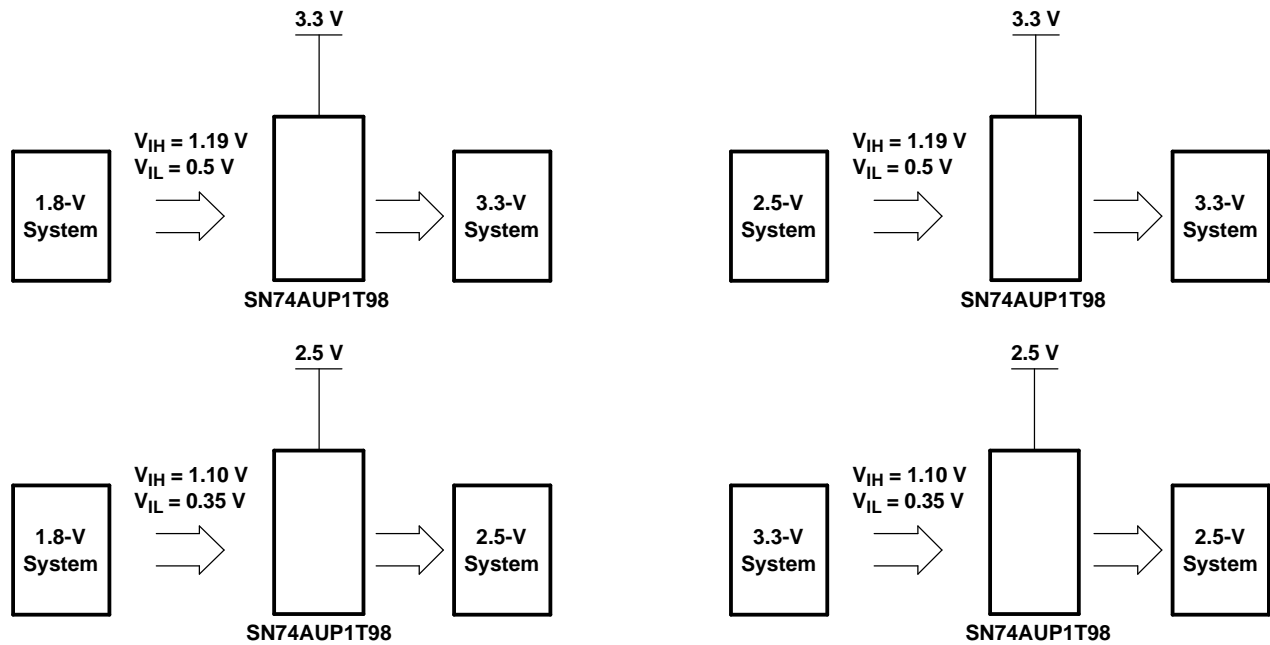 3.3 V
V_IH = 1.19 V
V_IL = 0.5 V
1.8-V
System
3.3-V
System
SN74AUP1T98
3.3 V
V_IH = 1.19 V
V_IL = 0.5 V
2.5-V
System
3.3-V
System
SN74AUP1T98
2.5 V
V_IH = 1.10 V
V_IL = 0.35 V
1.8-V
System
2.5-V
System
SN74AUP1T98
2.5 V
V_IH = 1.10 V
V_IL = 0.35 V
3.3-V
System
2.5-V
System
SN74AUP1T98